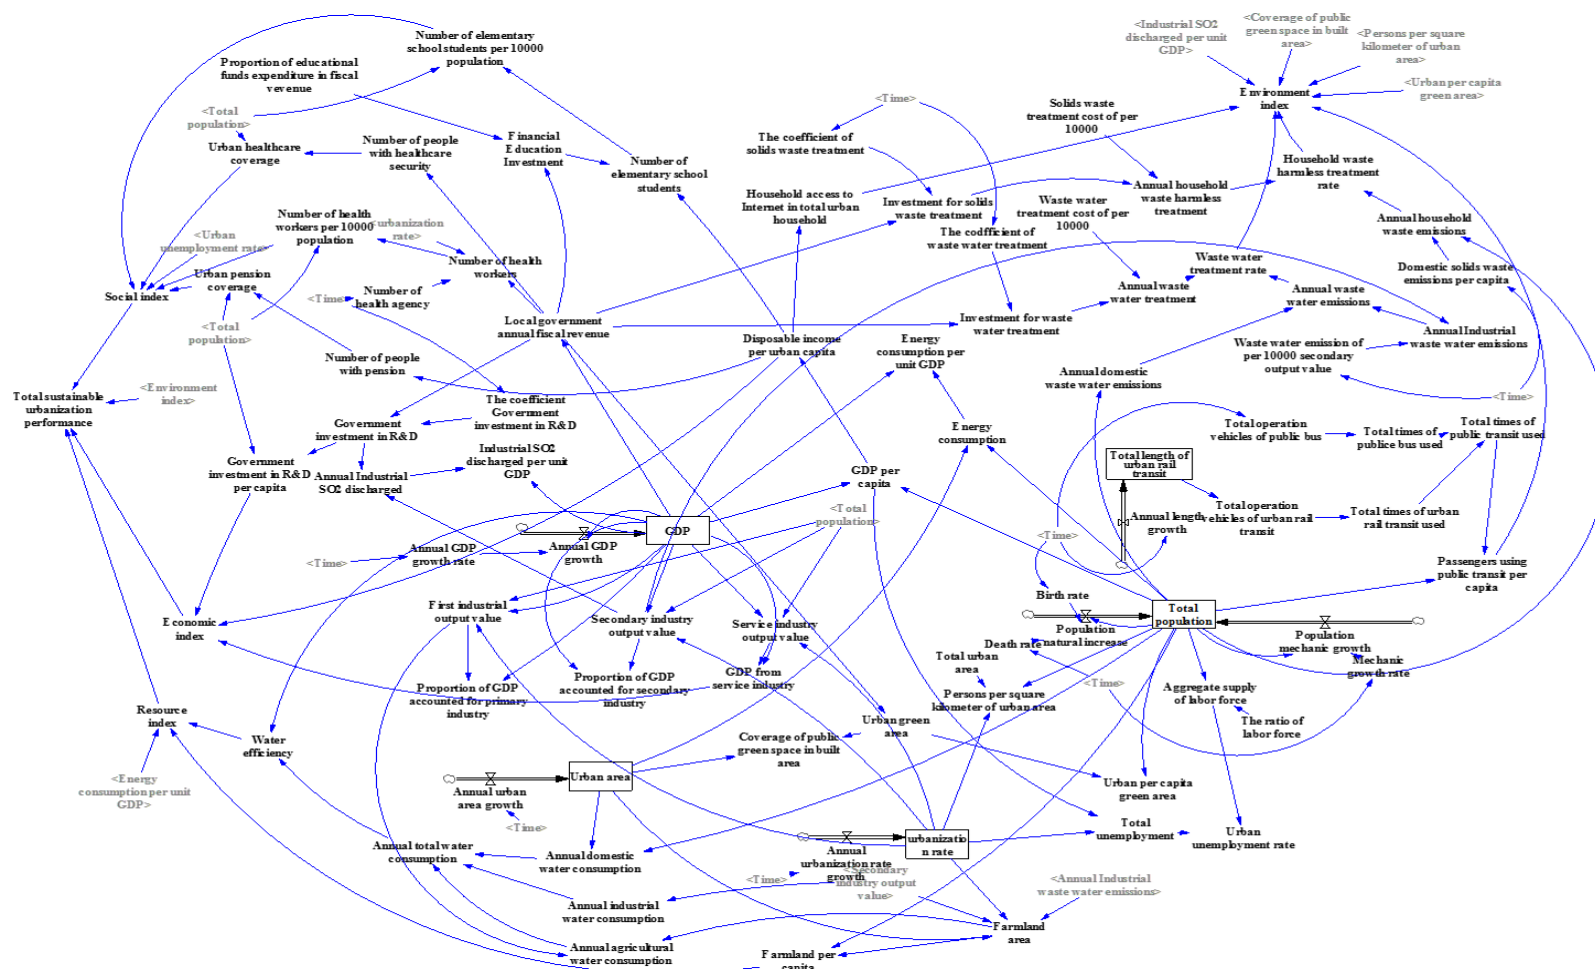 Number of elementary
school students per 10000
population
Proportion of educational
funds expenditure in fiscal
vevenue
<Total
population>
Urban healthcare
coverage
Number of people
with healthcare
security
Financial
Education
Investment
Number of
elementary school
students
<Time>
The coefficient of
solids waste treatment
Solids waste
treatment cost of per
10000
<Industrial SO2
discharged per unit
GDP>
<Coverage of public
green space in built
area>
<Persons per square
kilometer of urban
area>
<Urban per capita
green area>
Environment
index
Household waste
harmless treatment
rate
Annual household
waste harmless
treatment
Household access to
Internet in total urban
household
Investment for solids
waste treatment
The codfficient of
waste water treatment
Waste water
treatment cost of per
10000
Annual household
waste emissions
Domestic solids waste
emissions per capita
Waste water
treatment rate
Annual waste
water treatment
Annual waste
water emissions
Annual Industrial
waste water emissions
Waste water emission of
per 10000 secondary
output value
<Time>
Number of health
workers per 10000
population
<urbanization
rate>
<Urban
unemployment rate>
Urban pension
coverage
Number of health
workers
<Time>
Number of
health agency
Social index
<Total
population>
Local government
annual fiscal revenue
Investment for waste
water treatment
Disposable income
per urban capita
Energy
consumption per
unit GDP
Number of people
with pension
Annual domestic
waste water emissions
Total sustainable
urbanization
performance
<Environment
index>
The coefficient
Government
investment in R&D
Government
investment in R&D
Industrial SO2
discharged per unit
GDP
Government
investment in R&D
per capita
Annual Industrial
SO2 discharged
Energy
consumption
GDP per
capita
Total operation
vehicles of public bus
Total times of
publice bus used
Total times of
public transit used
Total length of
urban rail
transit
Total operation
vehicles of urban rail
transit
Total times of urban
rail transit used
Annual length
growth
<Time>
<Total
population>
GDP
Annual GDP
growth
Annual GDP
growth rate
<Time>
Passengers using
public transit per
capita
Birth rate
Total
population
Population
natural increase
Population
mechanic growth
Mechanic
growth rate
Death rate
<Time>
First industrial
output value
Secondary industry
output value
Service industry
output value
Economic
index
Total urban
area
Persons per square
kilometer of urban area
Aggregate supply
of labor force
The ratio of
labor force
Proportion of GDP
accounted for primary
industry
Proportion of GDP
accounted for secondary
industry
GDP from
service industry
Resource
index
Water
efficiency
Urban green
area
Coverage of public
green space in built
area
<Energy
consumption per unit
GDP>
Urban area
Annual urban
area growth
<Time>
Urban per capita
green area
Total
unemployment
Urban
unemployment rate
urbanizatio
n rate
Annual
urbanization rate
growth
<Time>
<Secondary
industry output
value>
<Annual Industrial
waste water emissions>
Annual total water
consumption
Annual domestic
water consumption
Annual industrial
water consumption
Annual agricultural
water consumption
Farmland
area
Farmland per
capita